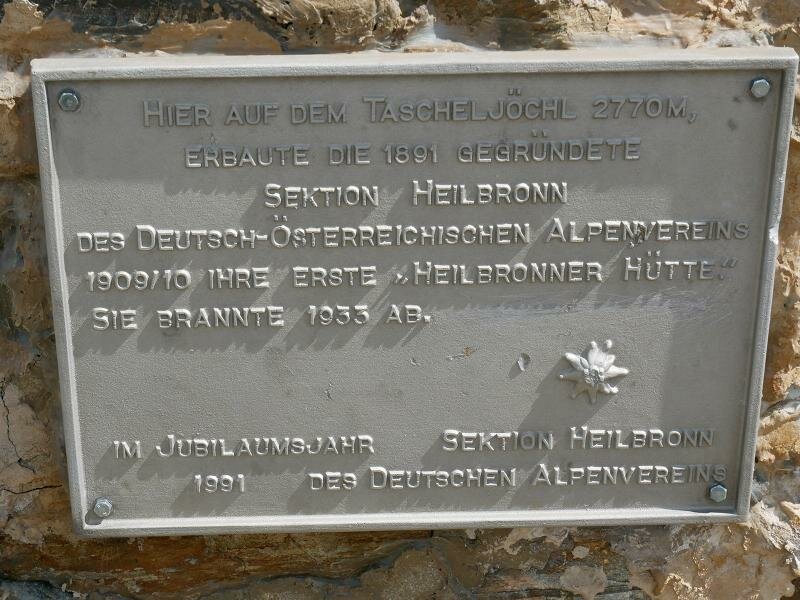 HIER AUF DEM TASCHELJÖCHL 2770M,
ERBAUTE DIE 1891 GEGRÜNDETE
SEKTION HEILBRONN
DES DEUTSCH-ÖSTERREICHISCHEN ALPENVEREINS
1909/10 IHRE ERSTE „HEILBRONNER HÜTTE."
SIE BRANNTE 1933 AB.
IM JUBILAUMSJAHR SEKTION HEILBRONN
1991 DES DEUTSCHEN ALPENVEREINS